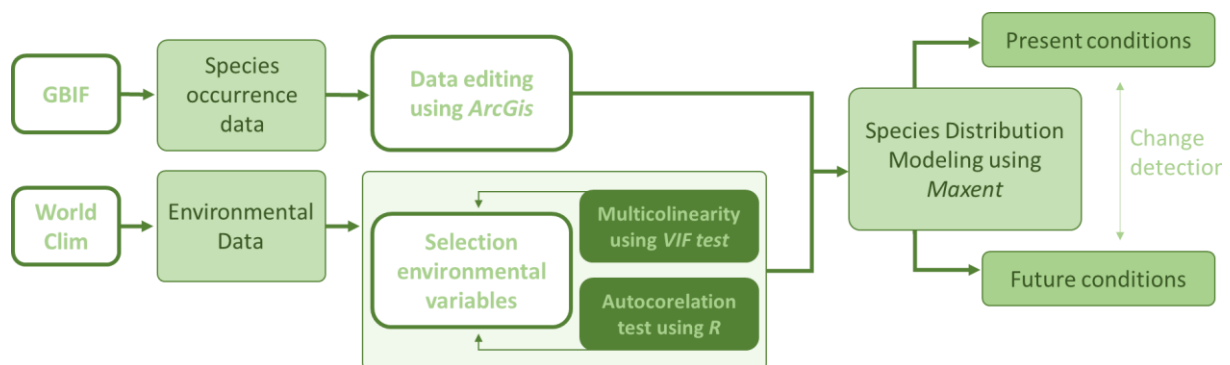 GBIF
Species
occurrence
data
Data editing
using ArcGis
World
Clim
Environmental
Data
Selection
environmental
variables
Multicolinearity
using VIF test
Autocorelation
test using R
Species Distribution
Modeling using
Maxent
Present conditions
Change
detection
Future conditions